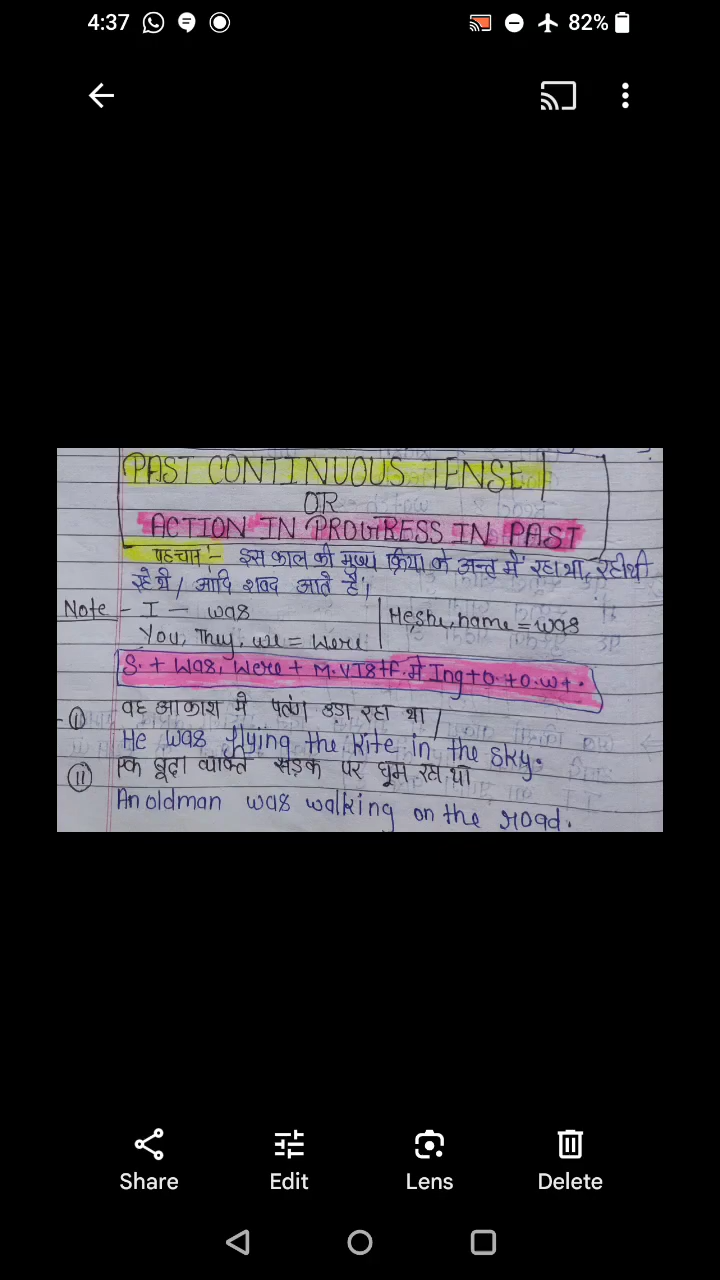 4:37
82%
PAST CONTINUOUS TENSE
OR
ACTION IN PROGRESS IN PAST
पहचान :- इस काल की मुख्य क्रिया के अन्त में रहा था, रही थी
रहे थे / आदि शब्द आते हैं।
Note - I - was
He, she, name = was
You, They, we = were
S. + was, were + M.V I st F. में Ing + O. + O.W +.
(i) वह आकाश में पतंग उड़ा रहा था /
He was flying the kite in the sky.
(ii) एक बूढ़ा व्यक्ति सड़क पर घूम रहा था
An oldman was walking on the road.
Share
Edit
Lens
Delete